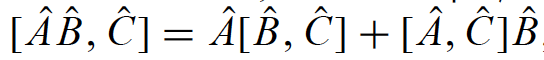 [ÂB̂, Ĉ] = Â[B̂, Ĉ] + [Â, Ĉ]B̂,